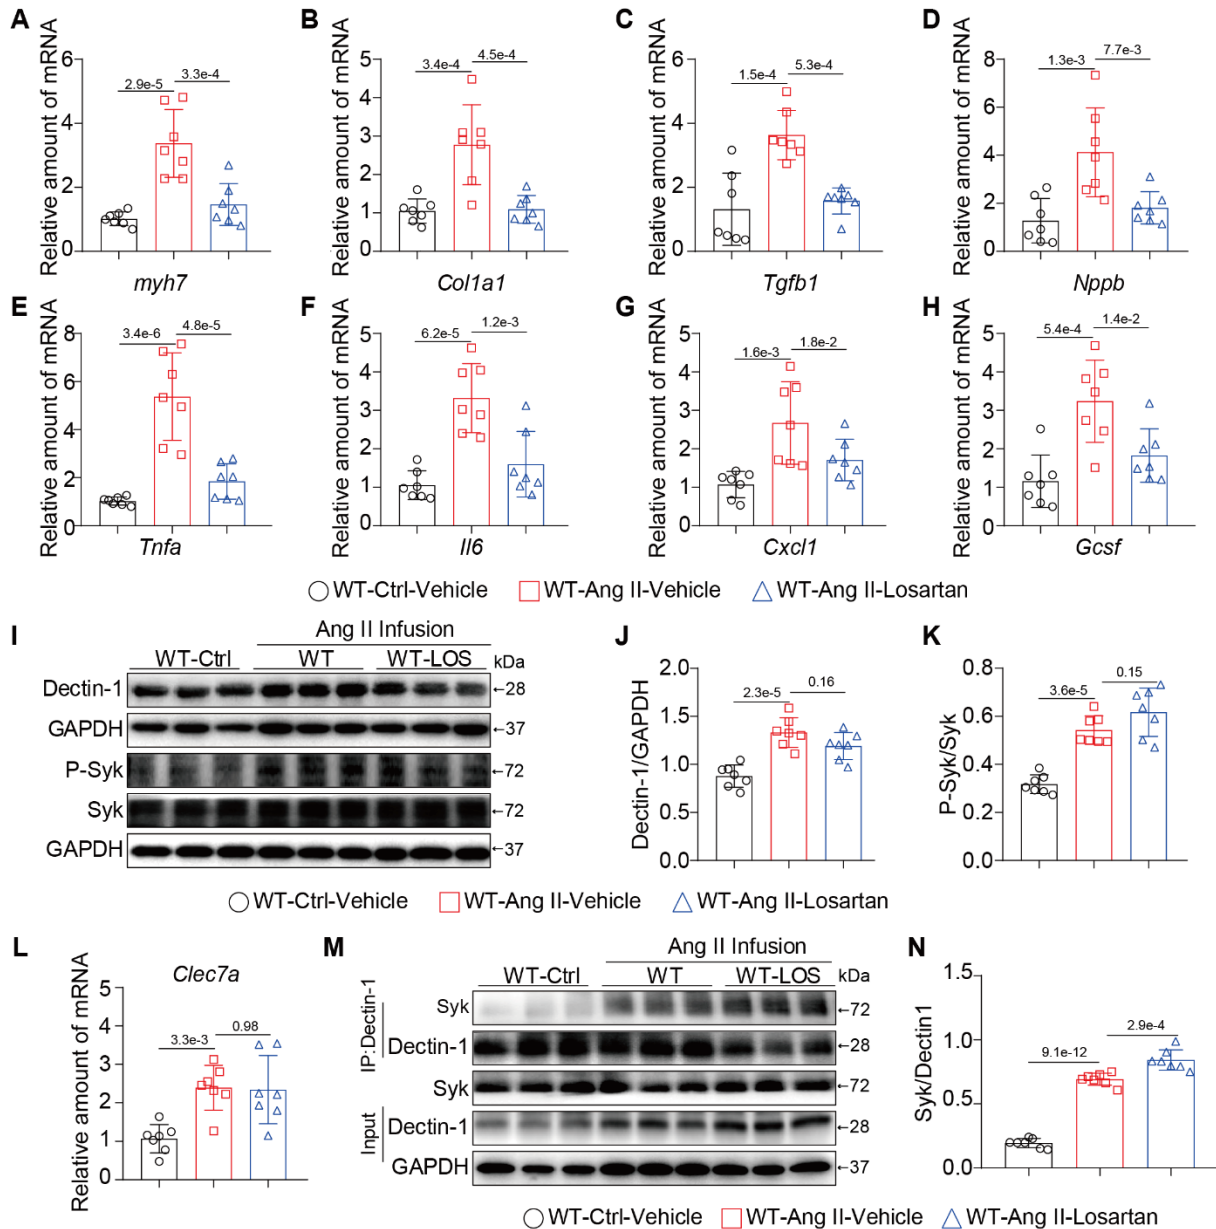 A
Relative amount of mRNA
6
4
2
0
2.9e-5
3.3e-4
myh7
B
Relative amount of mRNA
5
4
3
2
1
0
3.4e-4
4.5e-4
Col1a1
C
Relative amount of mRNA
6
4
2
0
1.5e-4
5.3e-4
Tgfb1
D
Relative amount of mRNA
8
6
4
2
0
1.3e-3
7.7e-3
Nppb
E
Relative amount of mRNA
8
6
4
2
0
3.4e-6
4.8e-5
Tnfa
F
Relative amount of mRNA
5
4
3
2
1
0
6.2e-5
1.2e-3
Il6
G
Relative amount of mRNA
5
4
3
2
1
0
1.6e-3
1.8e-2
Cxcl1
H
Relative amount of mRNA
5
4
3
2
1
0
5.4e-4
1.4e-2
Gcsf
WT-Ctrl-Vehicle WT-Ang II-Vehicle WT-Ang II-Losartan
I
Ang II Infusion
WT-Ctrl WT WT-LOS kDa
Dectin-1 ←28
GAPDH ←37
P-Syk ←72
Syk ←72
GAPDH ←37
J
Dectin-1/GAPDH
2.0
1.5
1.0
0.5
0.0
2.3e-5
0.16
K
P-Syk/Syk
0.8
0.6
0.4
0.2
0.0
3.6e-5
0.15
WT-Ctrl-Vehicle WT-Ang II-Vehicle WT-Ang II-Losartan
L
Clec7a
Relative amount of mRNA
5
4
3
2
1
0
3.3e-3
0.98
M
Ang II Infusion
WT-Ctrl WT WT-LOS kDa
IP:Dectin-1
Syk ←72
Dectin-1 ←28
Input
Syk ←72
Dectin-1 ←28
GAPDH ←37
N
Syk/Dectin1
1.5
1.0
0.5
0.0
9.1e-12
2.9e-4
WT-Ctrl-Vehicle WT-Ang II-Vehicle WT-Ang II-Losartan